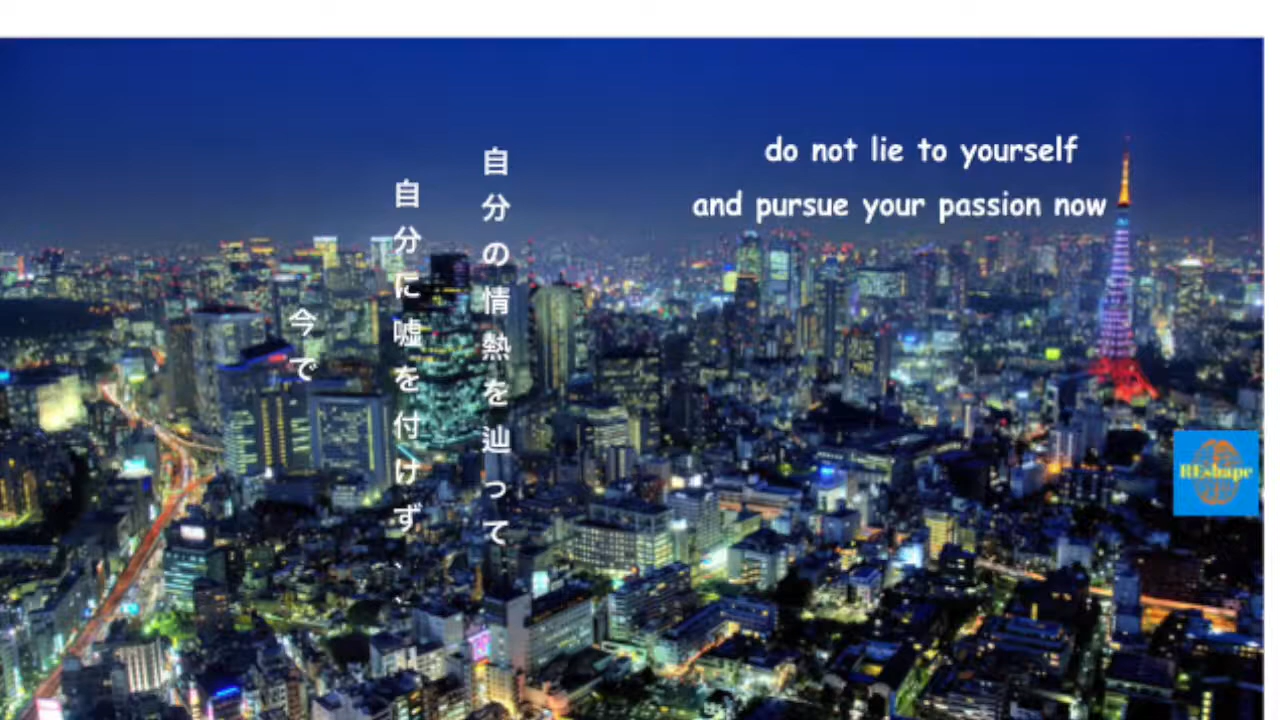 do not lie to yourself
and pursue your passion now
自分の情熱を辿って
自分に嘘を付けず、
今で
REshape